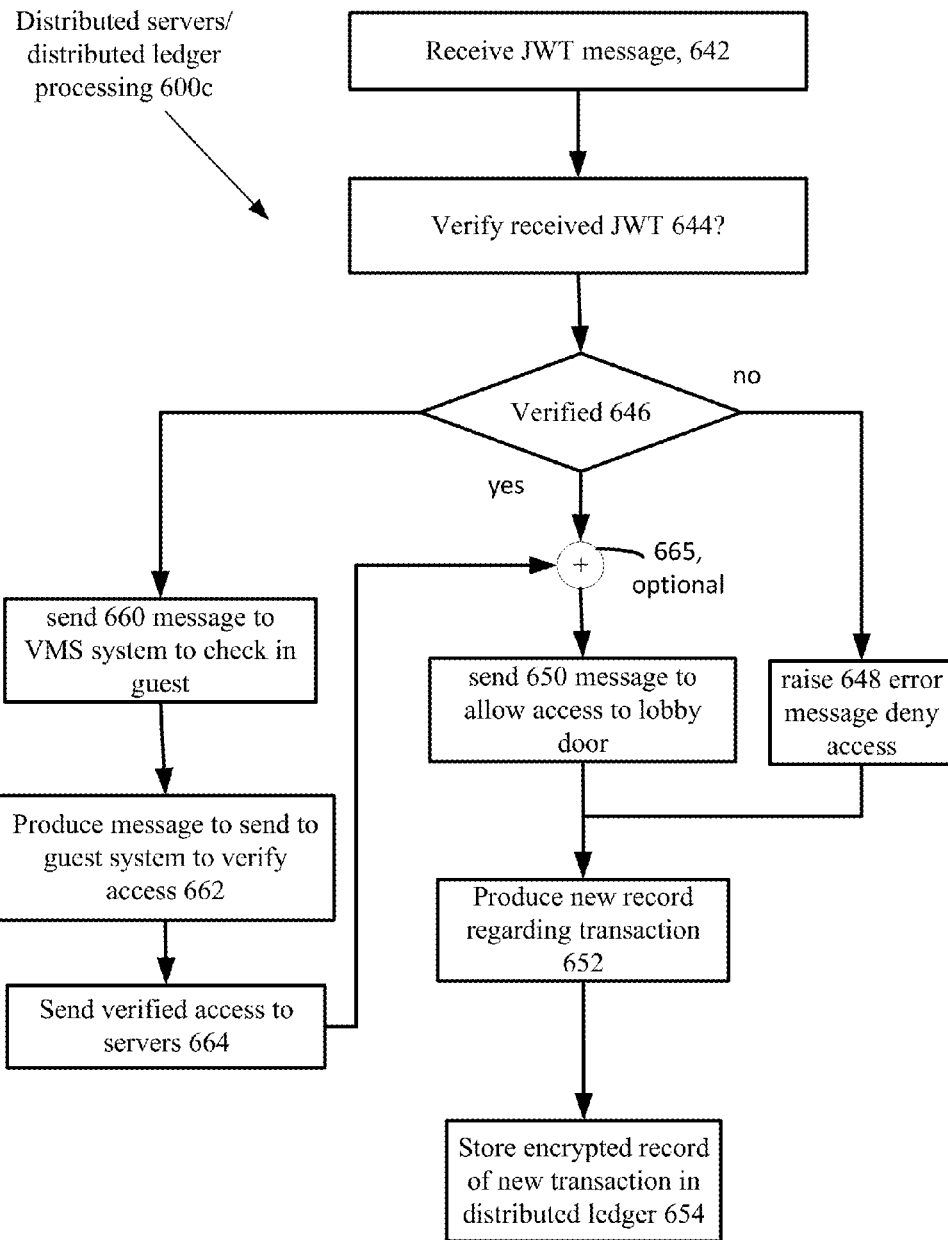 Distributed servers/
distributed ledger
processing 600c
Receive JWT message, 642
Verify received JWT 644?
Verified 646
no
yes
+
665,
optional
send 660 message to
VMS system to check in
guest
send 650 message to
allow access to lobby
door
raise 648 error
message deny
access
Produce message to send to
guest system to verify
access 662
Produce new record
regarding transaction
652
Send verified access to
servers 664
Store encrypted record
of new transaction in
distributed ledger 654